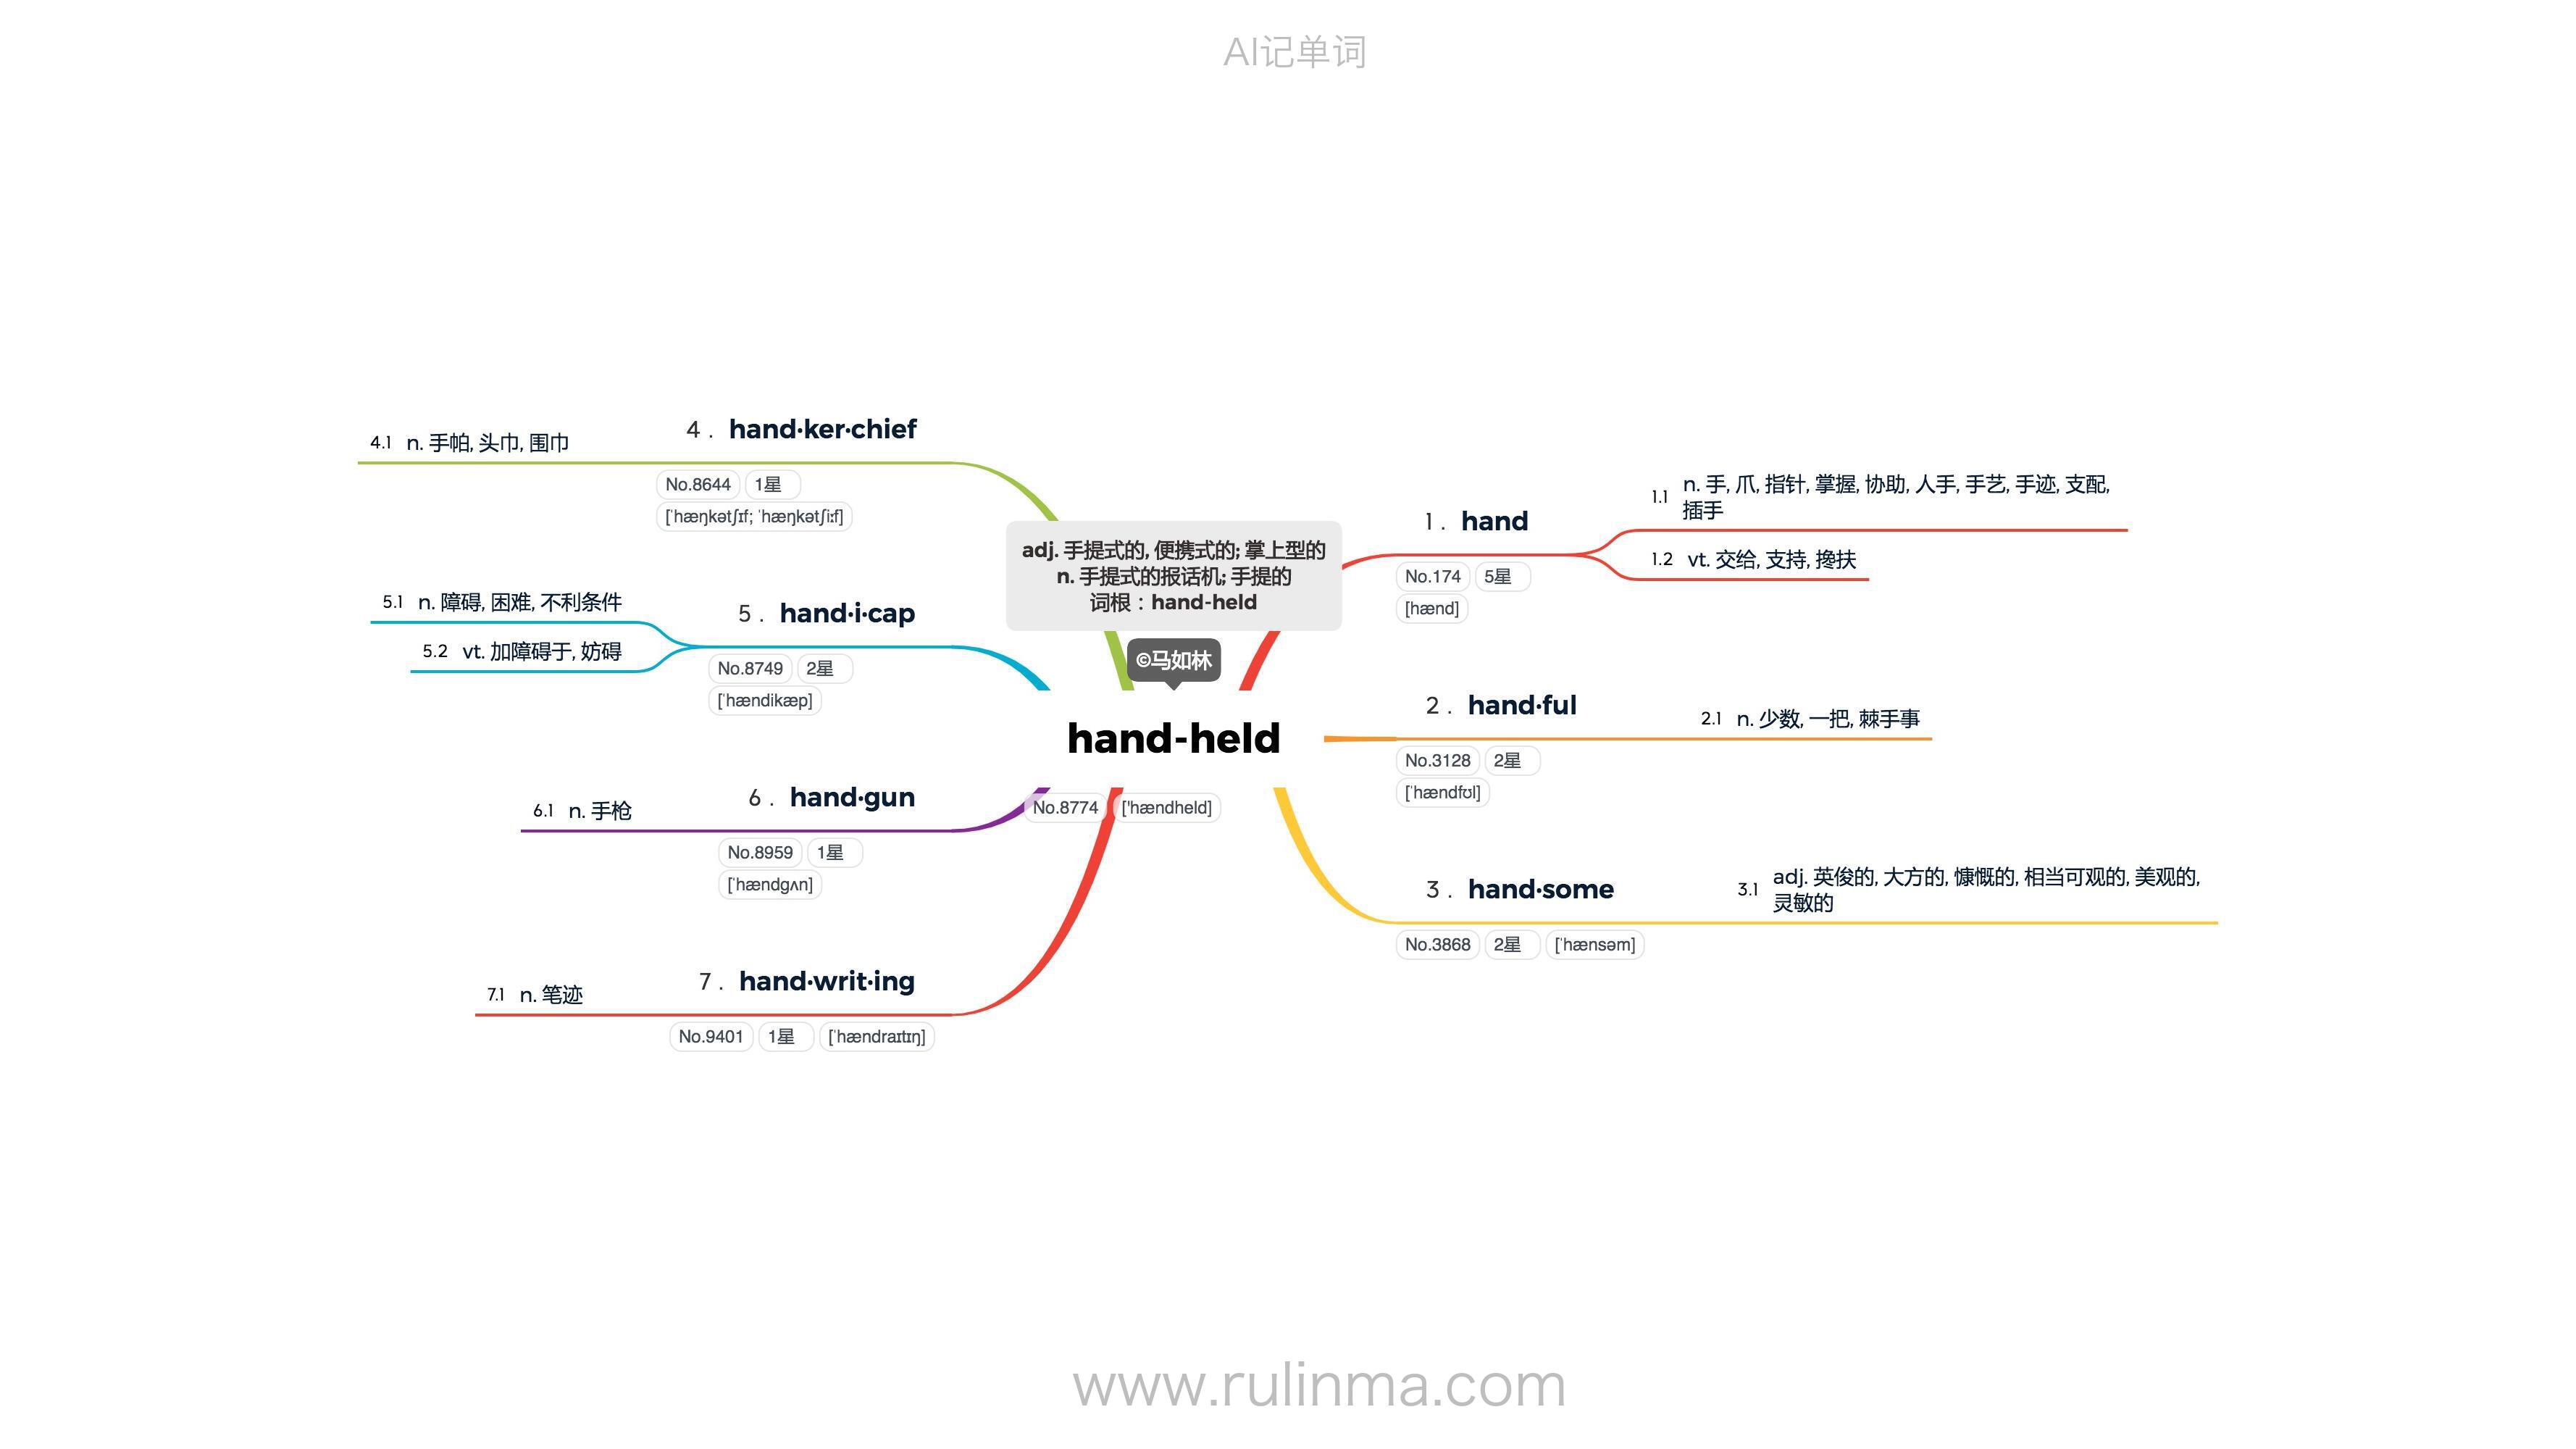 AI记单词
adj. 手提式的, 便携式的; 掌上型的
n. 手提式的报话机; 手提的
词根：hand-held
©马如林
hand-held
No.8774 ['hændheld]
1 . hand
No.174 5星
[hænd]
1.1 n. 手, 爪, 指针, 掌握, 协助, 人手, 手艺, 手迹, 支配,
插手
1.2 vt. 交给, 支持, 搀扶
2 . hand·ful
No.3128 2星
[ˈhændfʊl]
2.1 n. 少数, 一把, 棘手事
3 . hand·some
No.3868 2星 [ˈhænsəm]
3.1 adj. 英俊的, 大方的, 慷慨的, 相当可观的, 美观的,
灵敏的
4 . hand·ker·chief
No.8644 1星
[ˈhæŋkətʃɪf; ˈhæŋkətʃiːf]
4.1 n. 手帕, 头巾, 围巾
5 . hand·i·cap
No.8749 2星
[ˈhændikæp]
5.1 n. 障碍, 困难, 不利条件
5.2 vt. 加障碍于, 妨碍
6 . hand·gun
No.8959 1星
[ˈhændgʌn]
6.1 n. 手枪
7 . hand·writ·ing
No.9401 1星 [ˈhændraɪtɪŋ]
7.1 n. 笔迹
www.rulinma.com